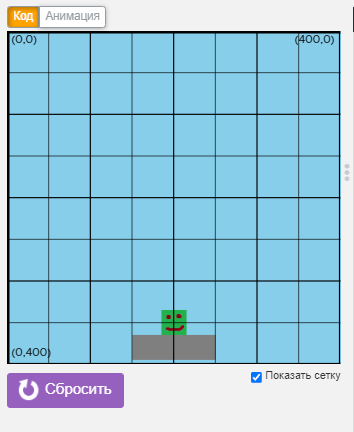 Код Анимация
(0,0) (400,0)
(0,400)
Показать сетку
Сбросить